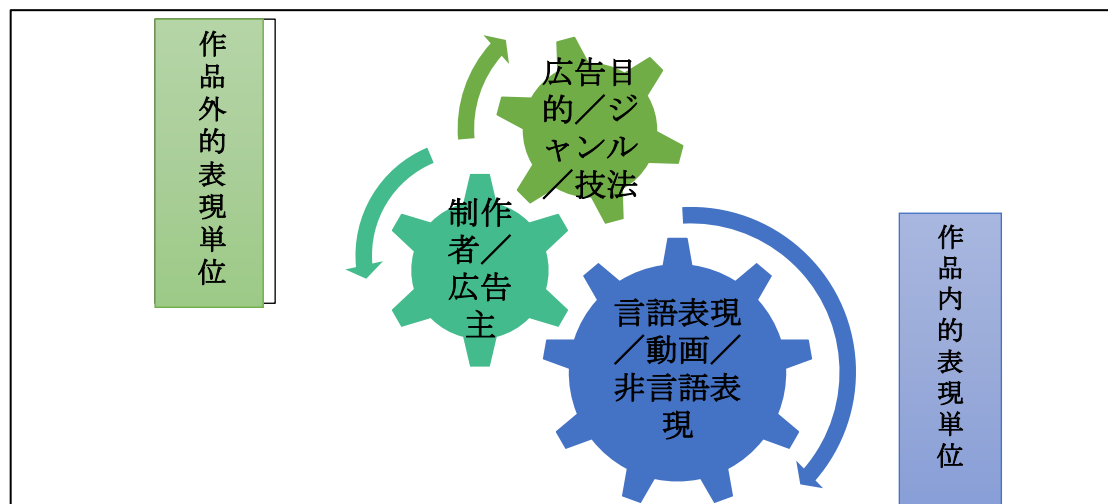 作品外的表現単位
広告目
的／ジ
ャンル
／技法
制作
者／
広告
主
言語表現
／動画／
非言語表
現
作品内的表現単位